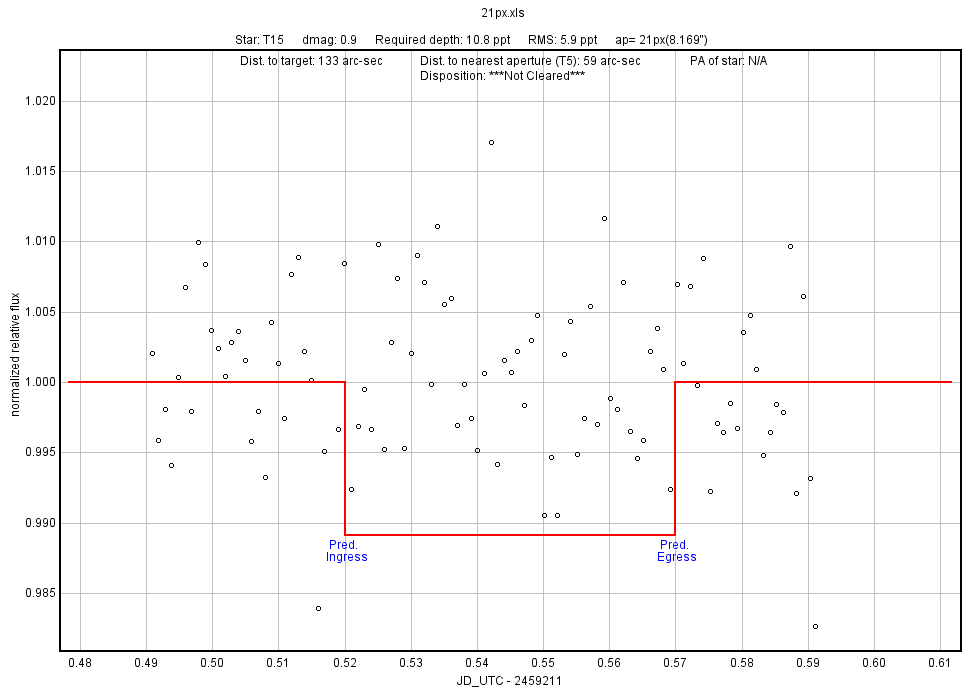 21px.xls
Star: T15 dmag: 0.9 Required depth: 10.8 ppt RMS: 5.9 ppt ap= 21px(8.169")
Dist. to target: 133 arc-sec Dist. to nearest aperture (T5): 59 arc-sec PA of star: N/A
Disposition: ***Not Cleared***
1.020
1.015
1.010
1.005
1.000
0.995
0.990
0.985
normalized relative flux
Pred.
Ingress
Pred.
Egress
0.48 0.49 0.50 0.51 0.52 0.53 0.54 0.55 0.56 0.57 0.58 0.59 0.60 0.61
JD_UTC - 2459211